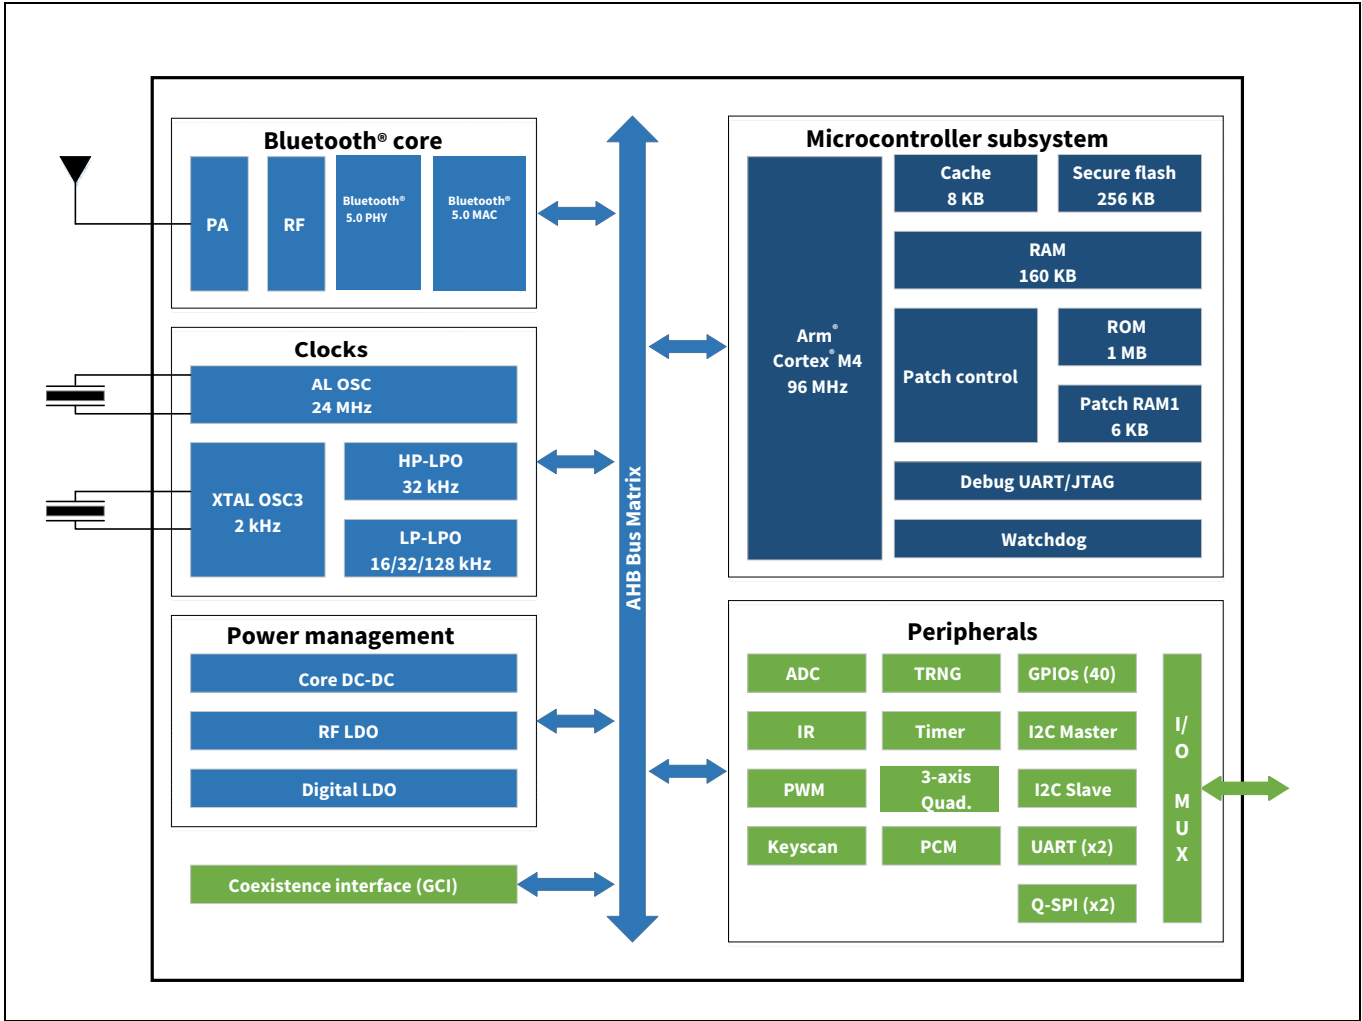 Bluetooth® core
PA
RF
Bluetooth®
5.0 PHY
Bluetooth®
5.0 MAC
Clocks
AL OSC
24 MHz
XTAL OSC3
2 kHz
HP-LPO
32 kHz
LP-LPO
16/32/128 kHz
Power management
Core DC-DC
RF LDO
Digital LDO
Coexistence interface (GCI)
AHB Bus Matrix
Microcontroller subsystem
Arm®
Cortex® M4
96 MHz
Cache
8 KB
Secure flash
256 KB
RAM
160 KB
Patch control
ROM
1 MB
Patch RAM1
6 KB
Debug UART/JTAG
Watchdog
Peripherals
ADC
TRNG
GPIOs (40)
IR
Timer
I2C Master
PWM
3-axis
Quad.
I2C Slave
Keyscan
PCM
UART (x2)
Q-SPI (x2)
I/
O
M
U
X